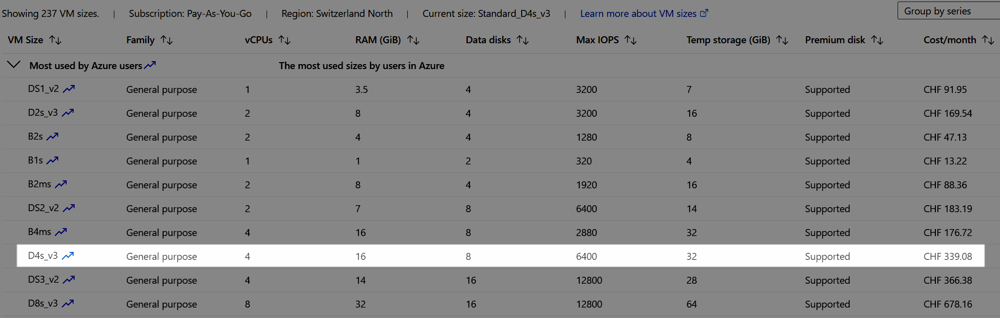 Showing 237 VM sizes. | Subscription: Pay-As-You-Go | Region: Switzerland North | Current size: Standard_D4s_v3 | Learn more about VM sizes Group by series
VM Size Family vCPUs RAM (GiB) Data disks Max IOPS Temp storage (GiB) Premium disk Cost/month
Most used by Azure users The most used sizes by users in Azure
DS1_v2 General purpose 1 3.5 4 3200 7 Supported CHF 91.95
D2s_v3 General purpose 2 8 4 3200 16 Supported CHF 169.54
B2s General purpose 2 4 4 1280 8 Supported CHF 47.13
B1s General purpose 1 1 2 320 4 Supported CHF 13.22
B2ms General purpose 2 8 4 1920 16 Supported CHF 88.36
DS2_v2 General purpose 2 7 8 6400 14 Supported CHF 183.19
B4ms General purpose 4 16 8 2880 32 Supported CHF 176.72
D4s_v3 General purpose 4 16 8 6400 32 Supported CHF 339.08
DS3_v2 General purpose 4 14 16 12800 28 Supported CHF 366.38
D8s_v3 General purpose 8 32 16 12800 64 Supported CHF 678.16